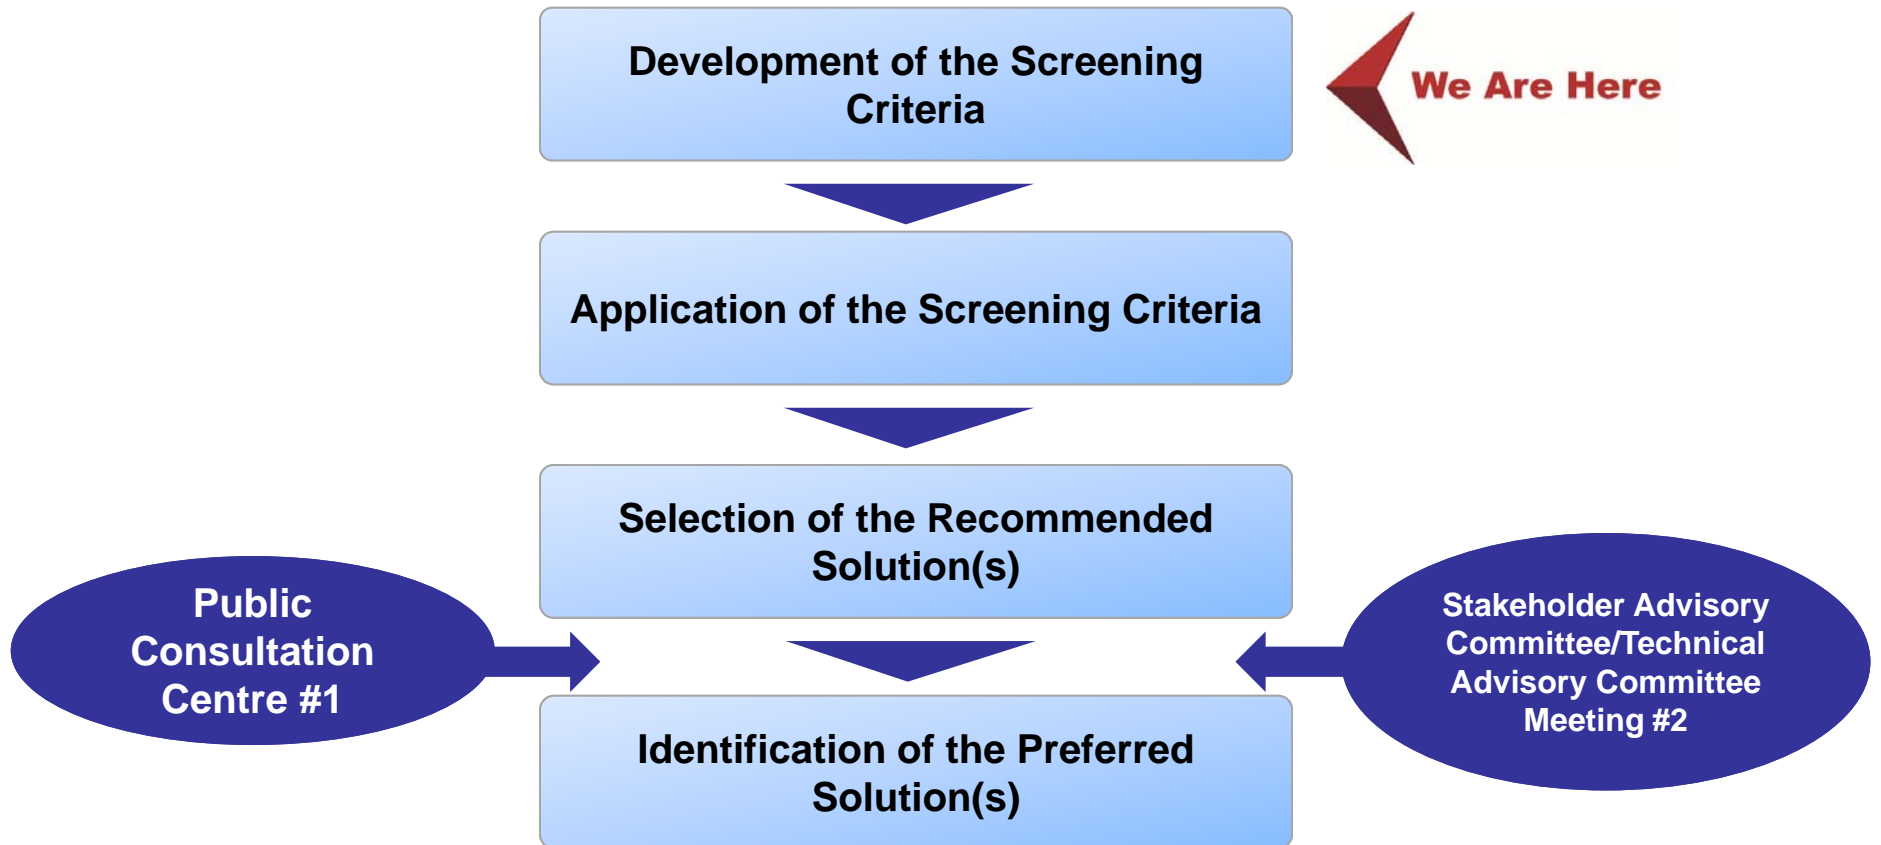 Development of the Screening
Criteria
We Are Here
Application of the Screening Criteria
Selection of the Recommended
Solution(s)
Public
Consultation
Centre #1
Stakeholder Advisory
Committee/Technical
Advisory Committee
Meeting #2
Identification of the Preferred
Solution(s)